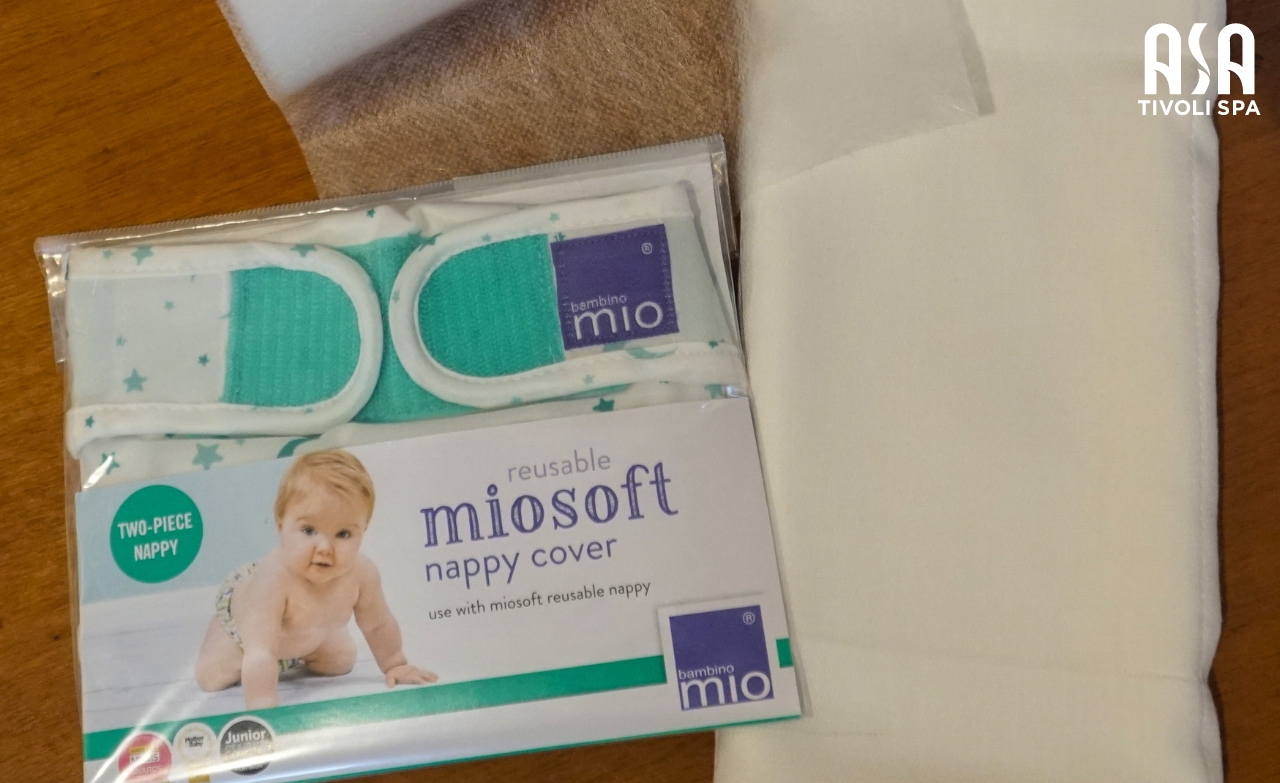 ASA
TIVOLI SPA
®
bambino
mio
TWO-PIECE
NAPPY
reusable
miosoft
nappy cover
use with miosoft reusable nappy
®
bambino
mio
Junior